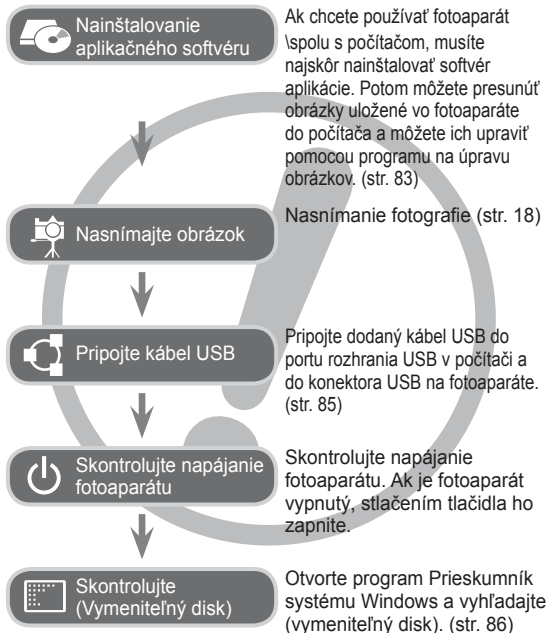 Nainštalovanie
aplikačného softvéru
Ak chcete používať fotoaparát
\spolu s počítačom, musíte
najskôr nainštalovať softvér
aplikácie. Potom môžete presunúť
obrázky uložené vo fotoaparáte
do počítača a môžete ich upraviť
pomocou programu na úpravu
obrázkov. (str. 83)
Nasnímajte obrázok
Nasnímanie fotografie (str. 18)
Pripojte kábel USB
Pripojte dodaný kábel USB do
portu rozhrania USB v počítači a
do konektora USB na fotoaparáte.
(str. 85)
Skontrolujte napájanie
fotoaparátu
Skontrolujte napájanie
fotoaparátu. Ak je fotoaparát
vypnutý, stlačením tlačidla ho
zapnite.
Skontrolujte
(Vymeniteľný disk)
Otvorte program Prieskumník
systému Windows a vyhľadajte
(vymeniteľný disk). (str. 86)